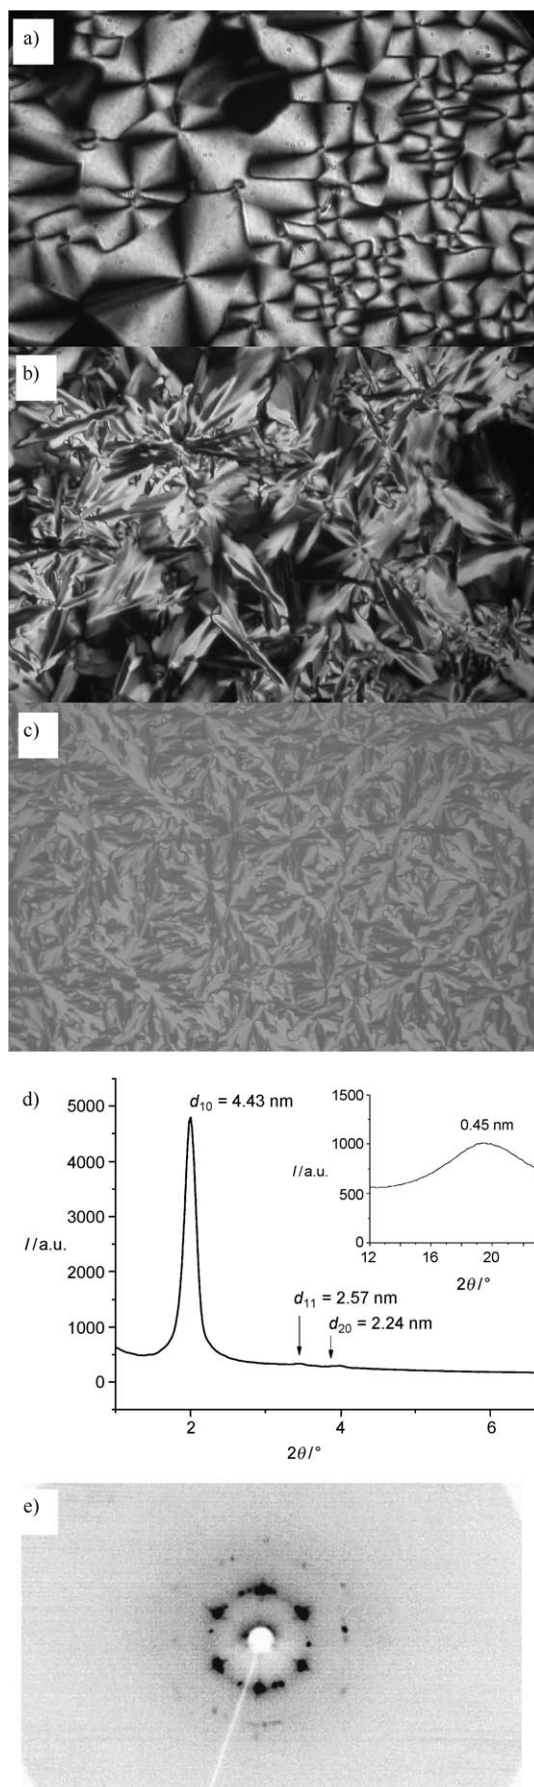 a)
b)
c)
d)
d10 = 4.43 nm
5000
4000
3000
2000
1000
0
I/a.u.
2
4
6
2θ/°
d11 = 2.57 nm
d20 = 2.24 nm
1500
1000
500
0
I/a.u.
0.45 nm
12
16
20
2θ/°
e)